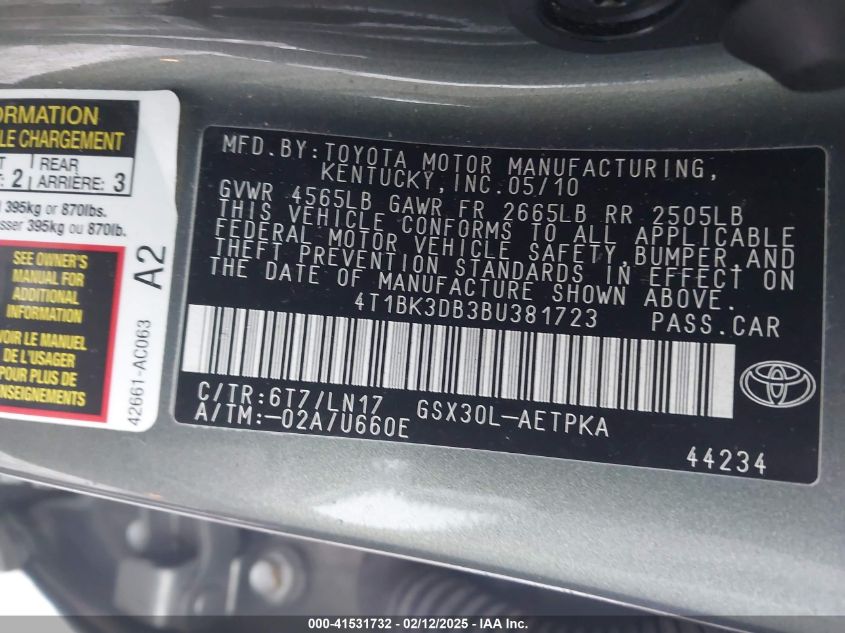 ORMATION
LE CHARGEMENT
REAR
: 2 ARRIÈRE: 3
395kg or 870lbs.
sser 395kg ou 870lb.
SEE OWNER'S
MANUAL FOR
ADDITIONAL
INFORMATION
VOIR LE MANUEL
DE L'USAGER
POUR PLUS DE
ENSEIGNEMENTS
A2
42661-AC063
MFD.BY:TOYOTA MOTOR MANUFACTURING,
KENTUCKY,INC.05/10
GVWR 4565LB GAWR FR 2665LB RR 2505LB
THIS VEHICLE CONFORMS TO ALL APPLICABLE
FEDERAL MOTOR VEHICLE SAFETY,BUMPER,AND
THEFT PREVENTION STANDARDS IN EFFECT ON
THE DATE OF MANUFACTURE SHOWN ABOVE.
4T1BK3DB3BU381723 PASS.CAR
C/TR:6T7/LN17 GSX30L-AETPKA
A/TM:-02A/U660E
44234
000-41531732 - 02/12/2025 - IAA Inc.